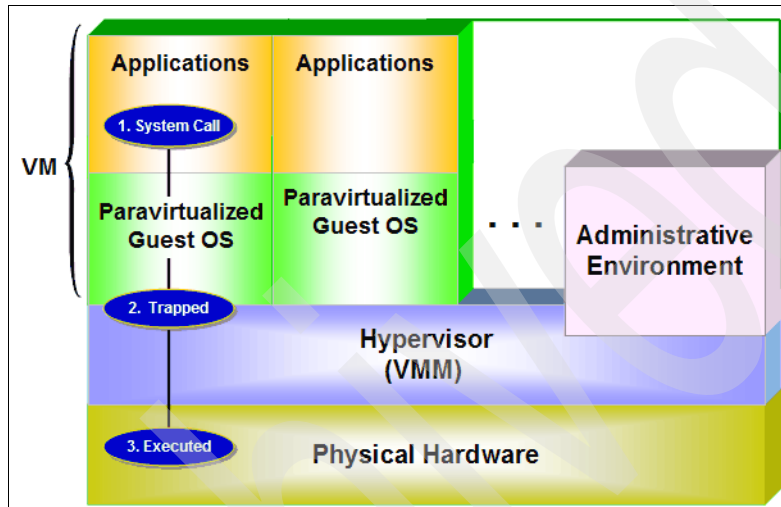 Applications
Applications
1. System Call
VM
Paravirtualized
Guest OS
Paravirtualized
Guest OS
. . .
Administrative
Environment
2. Trapped
Hypervisor
(VMM)
3. Executed
Physical Hardware